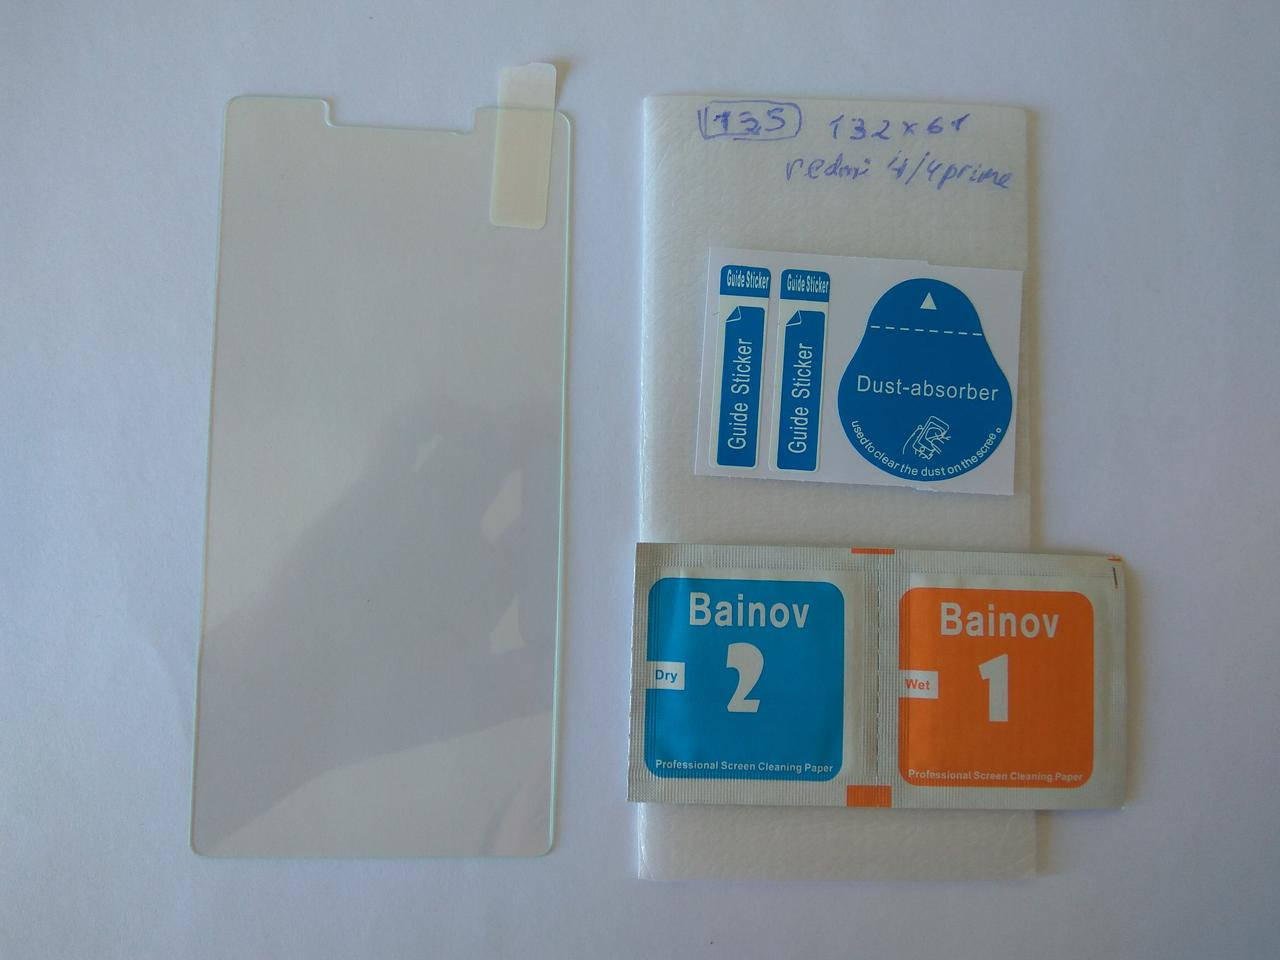 135 132x61
redmi 4/4prime
Guide Sticker
Guide Sticker
Guide Sticker
Guide Sticker
Dust-absorber
used to clear the dust on the scree。
Bainov
2
Dry
Professional Screen Cleaning Paper
Bainov
1
Wet
Professional Screen Cleaning Paper